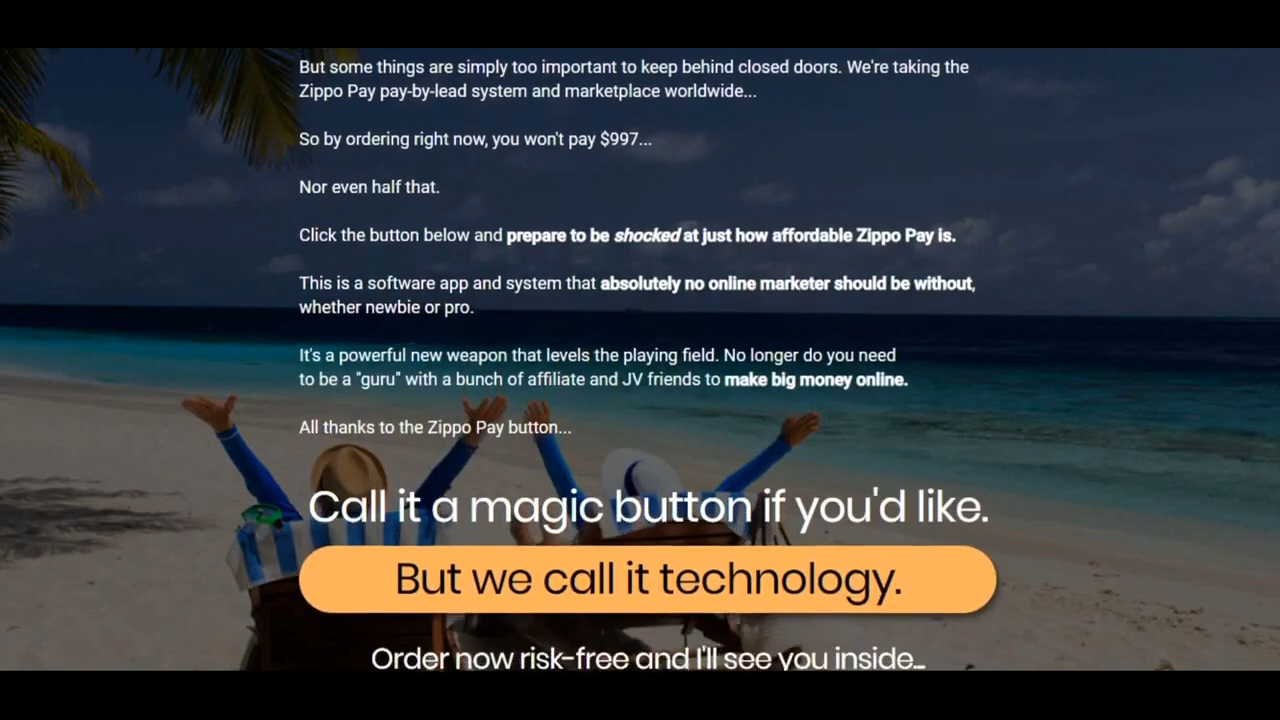 But some things are simply too important to keep behind closed doors. We're taking the
Zippo Pay pay-by-lead system and marketplace worldwide...
So by ordering right now, you won't pay $997...
Nor even half that.
Click the button below and prepare to be shocked at just how affordable Zippo Pay is.
This is a software app and system that absolutely no online marketer should be without,
whether newbie or pro.
It's a powerful new weapon that levels the playing field. No longer do you need
to be a "guru" with a bunch of affiliate and JV friends to make big money online.
All thanks to the Zippo Pay button...
Call it a magic button if you'd like.
But we call it technology.
Order now risk-free and I'll see you inside...